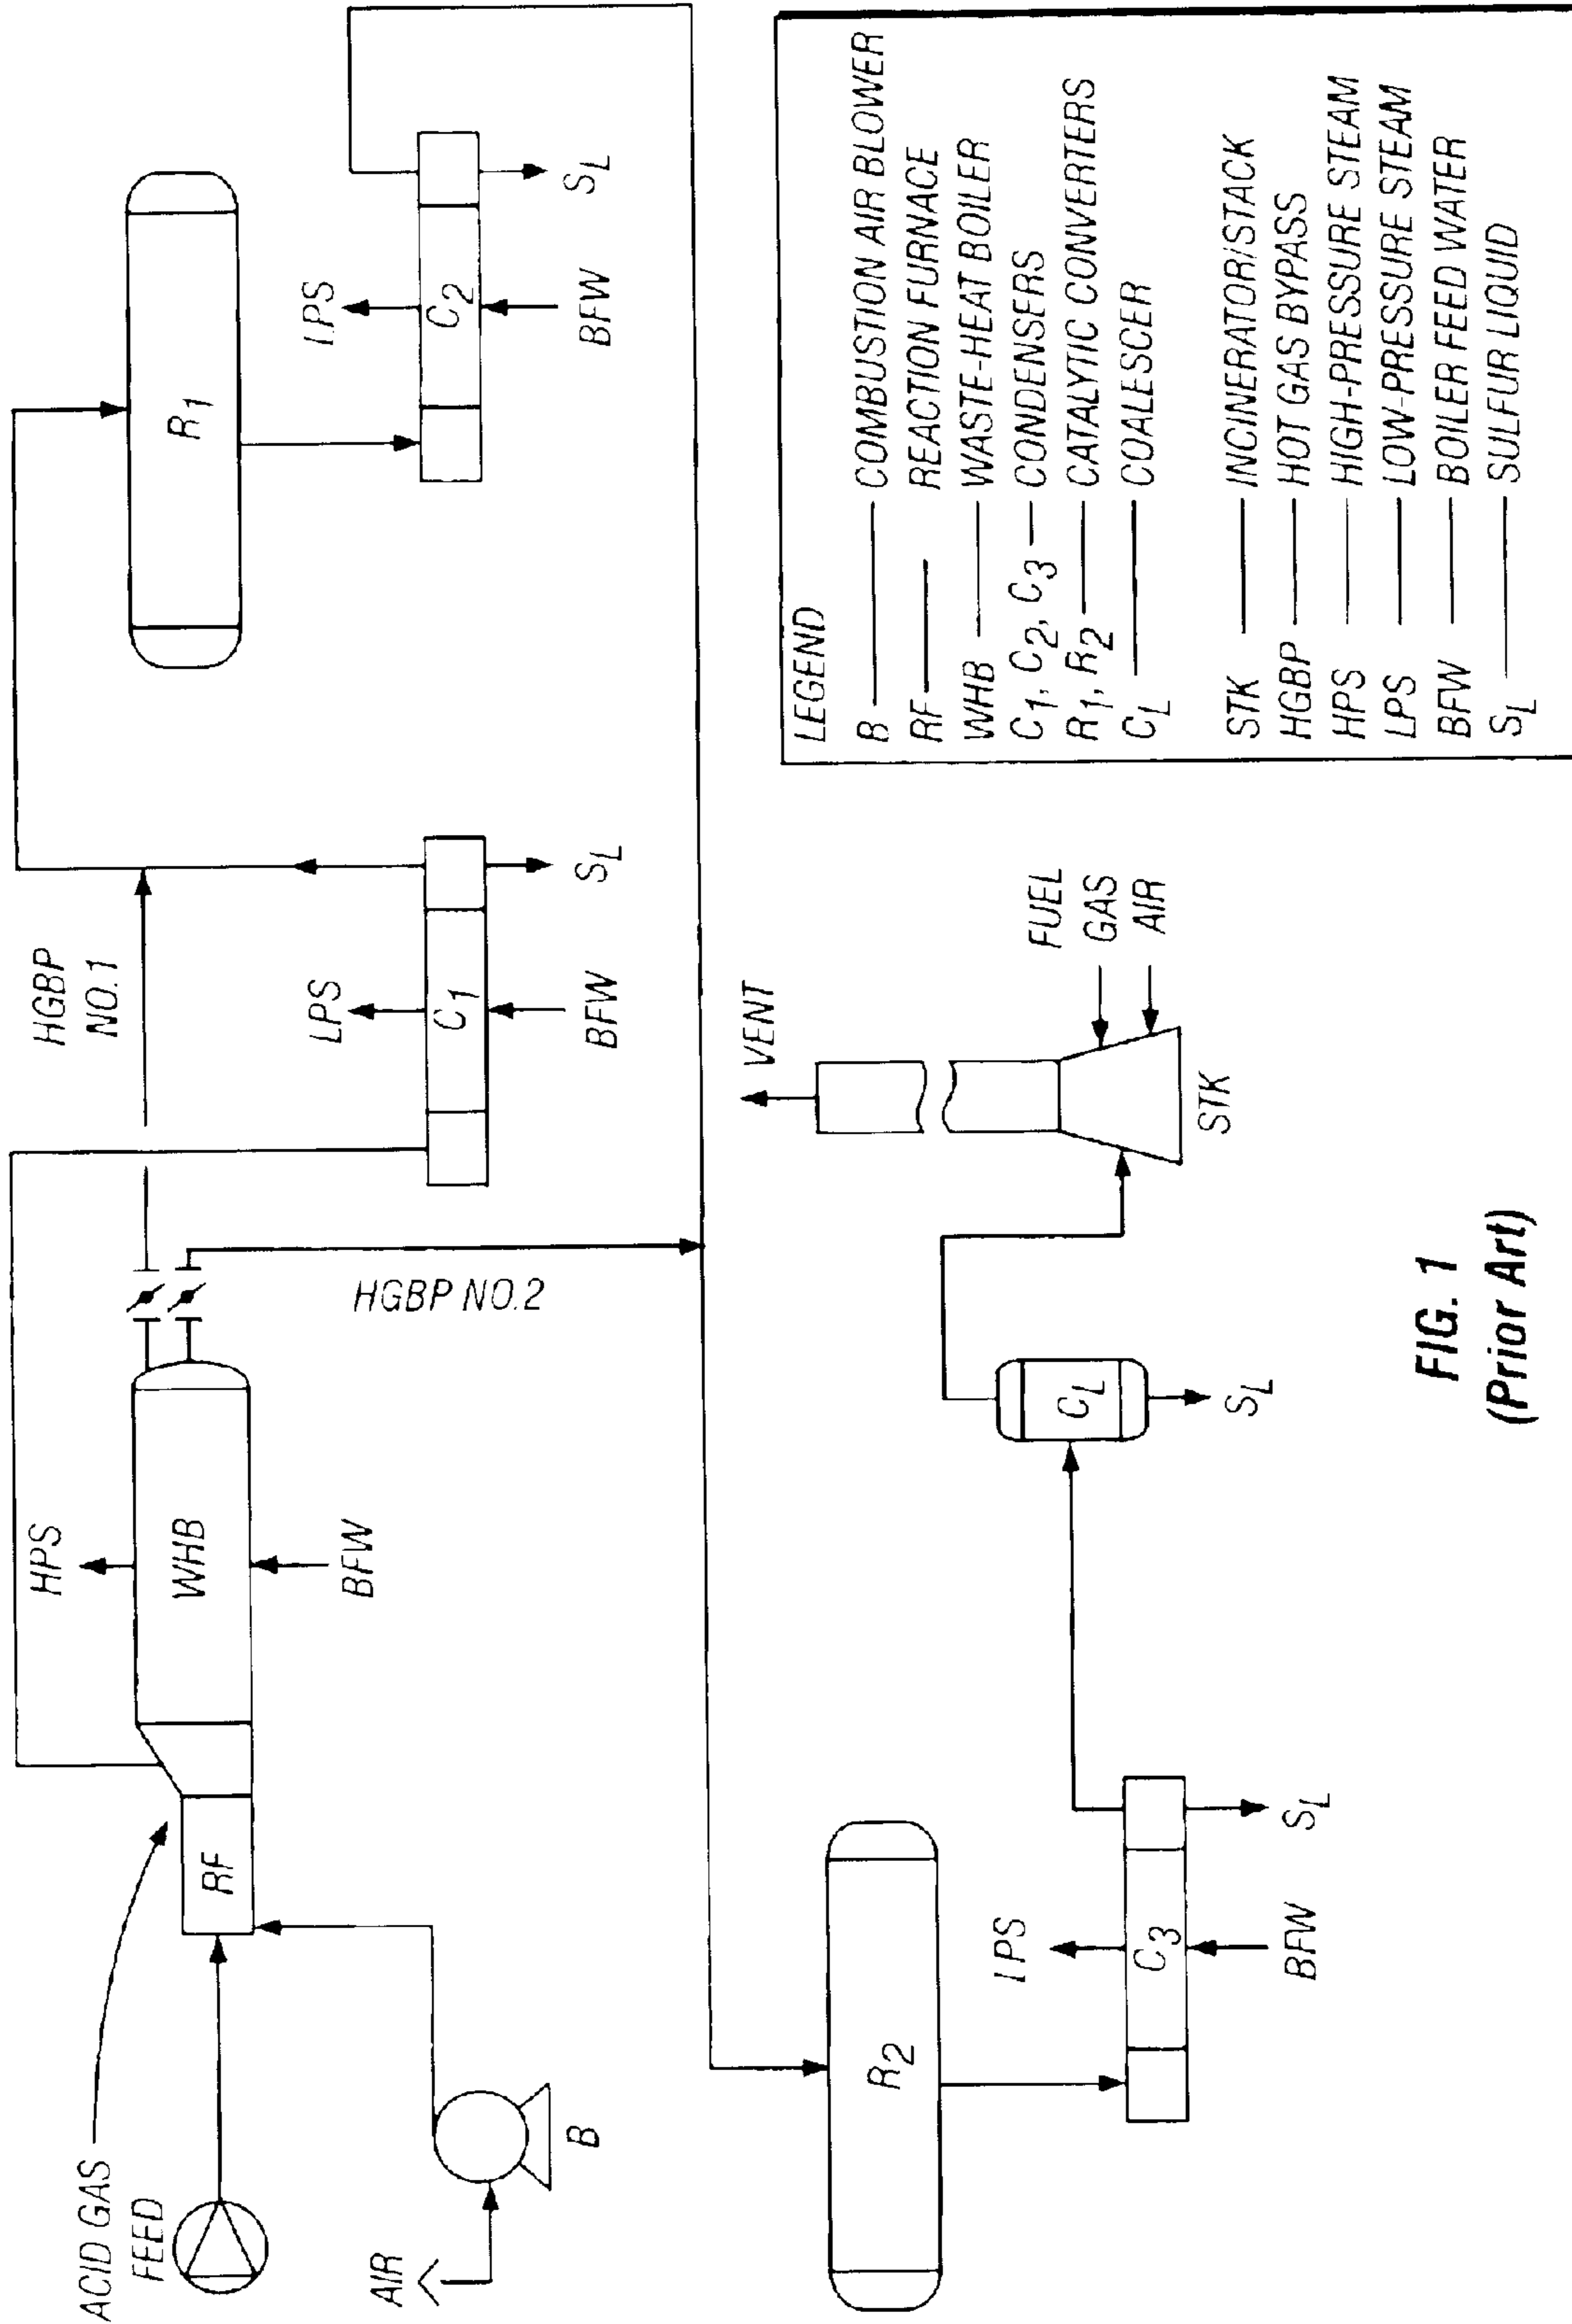 ACID GAS
FEED
AIR
B
RF
HPS
WHB
BFW
HGBP
NO.1
HGBP NO.2
LPS
C1
BFW
SL
R1
LPS
C2
BFW
SL
R2
LPS
C3
BFW
SL
CL
SL
VENT
FUEL
GAS
AIR
STK
LEGEND
B — COMBUSTION AIR BLOWER
RF — REACTION FURNACE
WHB — WASTE-HEAT BOILER
C1, C2, C3 — CONDENSERS
R1, R2 — CATALYTIC CONVERTERS
CL — COALESCER
STK — INCINERATOR/STACK
HGBP — HOT GAS BYPASS
HPS — HIGH-PRESSURE STEAM
LPS — LOW-PRESSURE STEAM
BFW — BOILER FEED WATER
SL — SULFUR LIQUID
FIG. 1
(Prior Art)